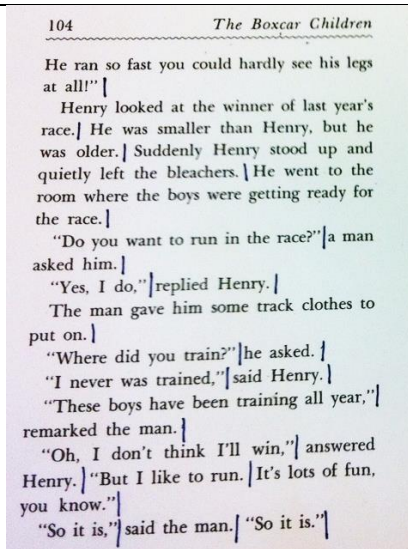 104 The Boxcar Children
He ran so fast you could hardly see his legs
at all!"
Henry looked at the winner of last year's
race. He was smaller than Henry, but he
was older. Suddenly Henry stood up and
quietly left the bleachers. He went to the
room where the boys were getting ready for
the race.
"Do you want to run in the race?" a man
asked him.
"Yes, I do," replied Henry.
The man gave him some track clothes to
put on.
"Where did you train?" he asked.
"I never was trained," said Henry.
"These boys have been training all year,"
remarked the man.
"Oh, I don't think I'll win," answered
Henry. "But I like to run. It's lots of fun,
you know."
"So it is," said the man. "So it is."